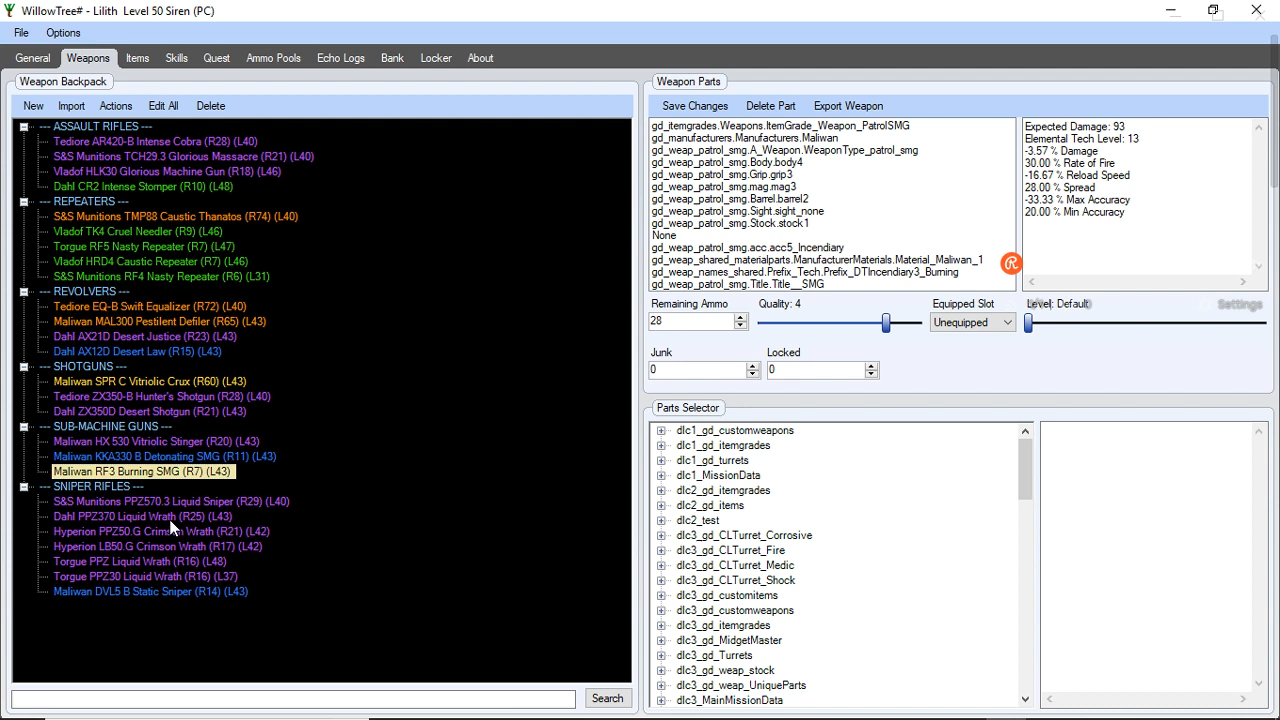 WillowTree# - Lilith Level 50 Siren (PC)
File Options
General Weapons Items Skills Quest Ammo Pools Echo Logs Bank Locker About
Weapon Backpack
New Import Actions Edit All Delete
--- ASSAULT RIFLES ---
Tediore AR420-B Intense Cobra (R28) (L40)
S&S Munitions TCH29.3 Glorious Massacre (R21) (L40)
Vladof HLK30 Glorious Machine Gun (R18) (L46)
Dahl CR2 Intense Stomper (R10) (L48)
--- REPEATERS ---
S&S Munitions TMP88 Caustic Thanatos (R74) (L40)
Vladof TK4 Cruel Needler (R9) (L46)
Torgue RF5 Nasty Repeater (R7) (L47)
Vladof HRD4 Caustic Repeater (R7) (L46)
S&S Munitions RF4 Nasty Repeater (R6) (L31)
--- REVOLVERS ---
Tediore EQ-B Swift Equalizer (R72) (L40)
Maliwan MAL300 Pestilent Defiler (R65) (L43)
Dahl AX21D Desert Justice (R23) (L43)
Dahl AX12D Desert Law (R15) (L43)
--- SHOTGUNS ---
Maliwan SPR C Vitriolic Crux (R60) (L43)
Tediore ZX350-B Hunter's Shotgun (R28) (L40)
Dahl ZX350D Desert Shotgun (R21) (L43)
--- SUB-MACHINE GUNS ---
Maliwan HX 530 Vitriolic Stinger (R20) (L43)
Maliwan KKA330 B Detonating SMG (R11) (L43)
Maliwan RF3 Burning SMG (R7) (L43)
--- SNIPER RIFLES ---
S&S Munitions PPZ570.3 Liquid Sniper (R29) (L40)
Dahl PPZ370 Liquid Wrath (R25) (L43)
Hyperion PPZ50.G Crimson Wrath (R21) (L42)
Hyperion LB50.G Crimson Wrath (R17) (L42)
Torgue PPZ Liquid Wrath (R16) (L48)
Torgue PPZ30 Liquid Wrath (R16) (L37)
Maliwan DVL5 B Static Sniper (R14) (L43)
Search
Weapon Parts
Save Changes Delete Part Export Weapon
gd_itemgrades.Weapons.ItemGrade_Weapon_PatrolSMG
gd_manufacturers.Manufacturers.Maliwan
gd_weap_patrol_smg.A_Weapon.WeaponType_patrol_smg
gd_weap_patrol_smg.Body.body4
gd_weap_patrol_smg.Grip.grip3
gd_weap_patrol_smg.mag.mag3
gd_weap_patrol_smg.Barrel.barrel2
gd_weap_patrol_smg.Sight.sight_none
gd_weap_patrol_smg.Stock.stock1
None
gd_weap_patrol_smg.acc.acc5_Incendiary
gd_weap_shared_materialparts.ManufacturerMaterials.Material_Maliwan_1
gd_weap_names_shared.Prefix_Tech.Prefix_DTIncendiary3_Burning
gd_weap_patrol_smg.Title.Title__SMG
Expected Damage: 93
Elemental Tech Level: 13
-3.57 % Damage
30.00 % Rate of Fire
-16.67 % Reload Speed
28.00 % Spread
-33.33 % Max Accuracy
20.00 % Min Accuracy
Remaining Ammo Quality: 4 Equipped Slot Level: Default
28 Unequipped
Settings
Junk Locked
0 0
Parts Selector
dlc1_gd_customweapons
dlc1_gd_itemgrades
dlc1_gd_turrets
dlc1_MissionData
dlc2_gd_itemgrades
dlc2_gd_items
dlc2_test
dlc3_gd_CLTurret_Corrosive
dlc3_gd_CLTurret_Fire
dlc3_gd_CLTurret_Medic
dlc3_gd_CLTurret_Shock
dlc3_gd_customitems
dlc3_gd_customweapons
dlc3_gd_itemgrades
dlc3_gd_MidgetMaster
dlc3_gd_Turrets
dlc3_gd_weap_stock
dlc3_gd_weap_UniqueParts
dlc3_MainMissionData